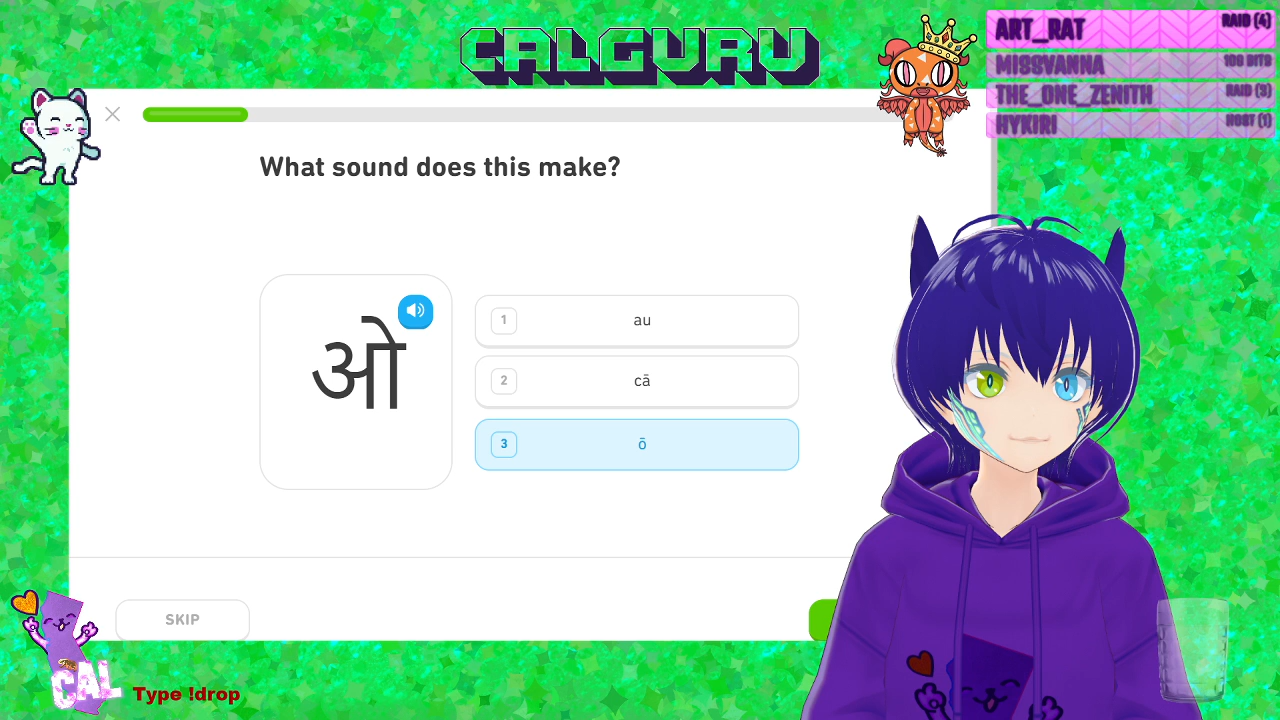 CALGURU
ART_RAT RAID (4)
MISSVANNA 100 BITS
THE_ONE_ZENITH RAID (3)
HYKIRI HOST (1)
What sound does this make?
ओ
1 au
2 cā
3 ō
SKIP
CAL
Type !drop